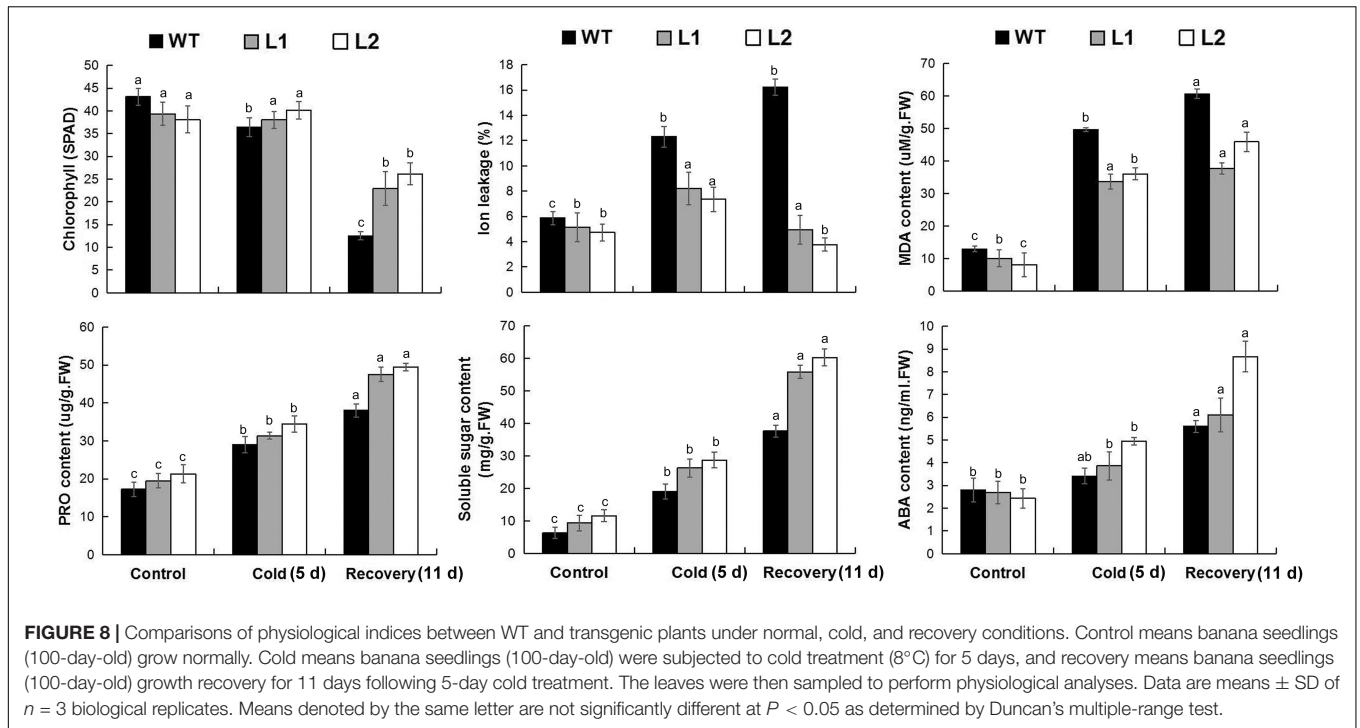 WT L1 L2 WT L1 L2 WT L1 L2
Chlorophyll (SPAD)
50
45
40
35
30
25
20
15
10
5
0
a a a b a a c b b
Ion leakage (%)
18
16
14
12
10
8
6
4
2
0
c b b b a a b a b
MDA content (uM/g.FW)
70
60
50
40
30
20
10
0
c b c b a b a a a
PRO content (ug/g.FW)
60
50
40
30
20
10
0
c c c b b b a a a
Control Cold (5 d) Recovery (11 d)
Soluble sugar content
(mg/g.FW)
70
60
50
40
30
20
10
0
c c c b b b a a a
Control Cold (5 d) Recovery (11 d)
ABA content (ng/ml.FW)
10
9
8
7
6
5
4
3
2
1
0
b b b ab b b a a a
Control Cold (5 d) Recovery (11 d)
FIGURE 8 | Comparisons of physiological indices between WT and transgenic plants under normal, cold, and recovery conditions. Control means banana seedlings
(100-day-old) grow normally. Cold means banana seedlings (100-day-old) were subjected to cold treatment (8°C) for 5 days, and recovery means banana seedlings
(100-day-old) growth recovery for 11 days following 5-day cold treatment. The leaves were then sampled to perform physiological analyses. Data are means ± SD of
n = 3 biological replicates. Means denoted by the same letter are not significantly different at P < 0.05 as determined by Duncan's multiple-range test.